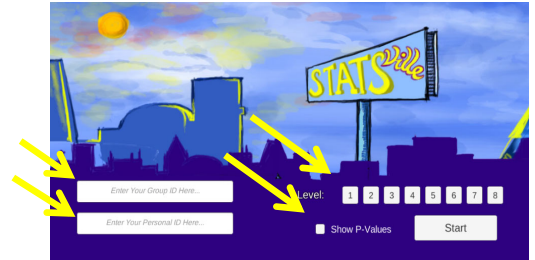 STATSVille
Enter Your Group ID Here...
Enter Your Personal ID Here...
Level: 1 2 3 4 5 6 7 8
Show P-Values
Start